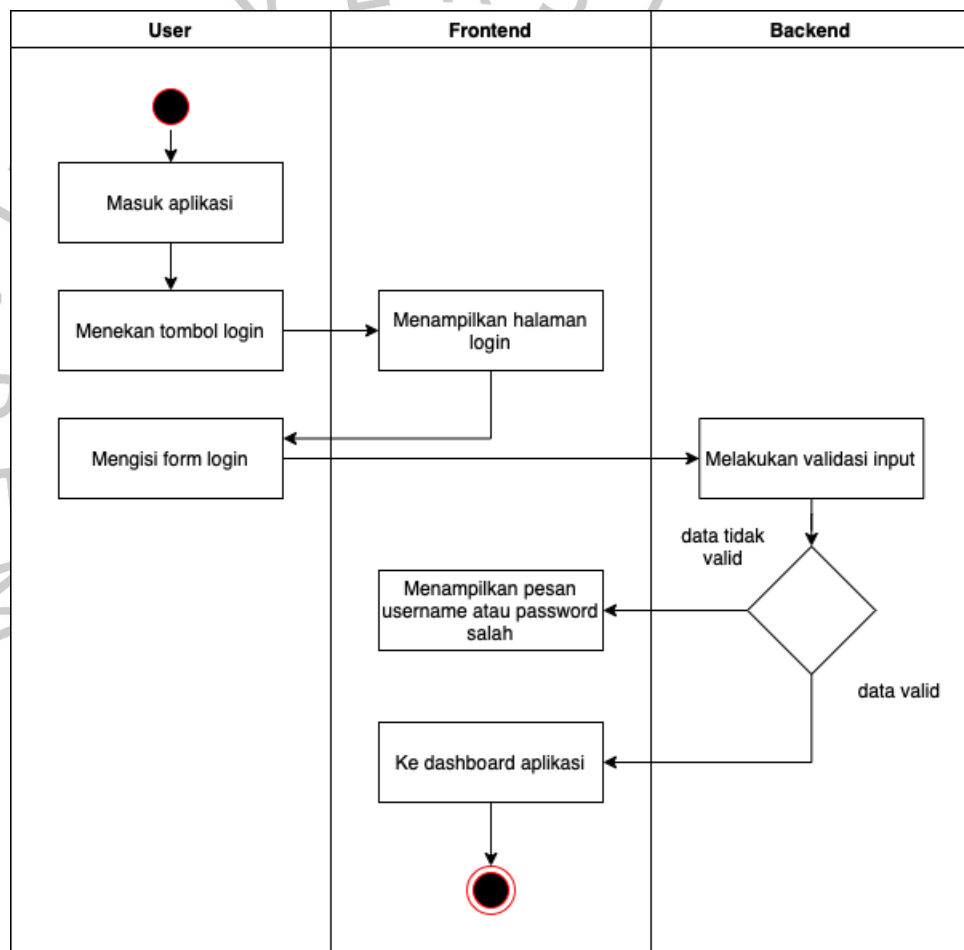 User
Frontend
Backend
Masuk aplikasi
Menekan tombol login
Menampilkan halaman
login
Mengisi form login
Melakukan validasi input
data tidak
valid
Menampilkan pesan
username atau password
salah
data valid
Ke dashboard aplikasi